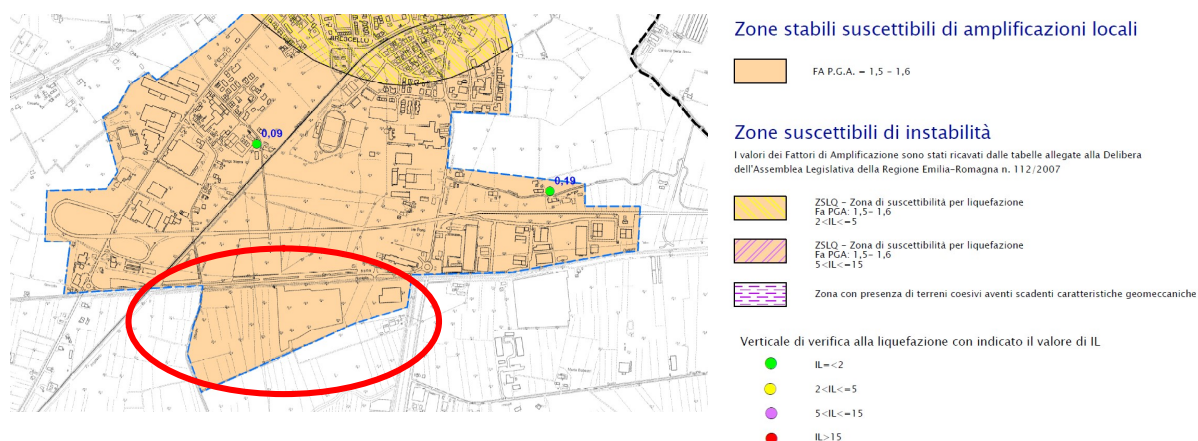 BRESCELLO
0,09
0,49
Zone stabili suscettibili di amplificazioni locali
FA P.G.A. = 1,5 - 1,6
Zone suscettibili di instabilità
I valori dei Fattori di Amplificazione sono stati ricavati dalle tabelle allegate alla Delibera
dell'Assemblea Legislativa della Regione Emilia-Romagna n. 112/2007
ZSLQ - Zona di suscettibilità per liquefazione
Fa PGA: 1,5- 1,6
2<IL<=5
ZSLQ - Zona di suscettibilità per liquefazione
Fa PGA: 1,5- 1,6
5<IL<=15
Zona con presenza di terreni coesivi aventi scadenti caratteristiche geomeccaniche
Verticale di verifica alla liquefazione con indicato il valore di IL
IL=<2
2<IL<=5
5<IL<=15
IL>15